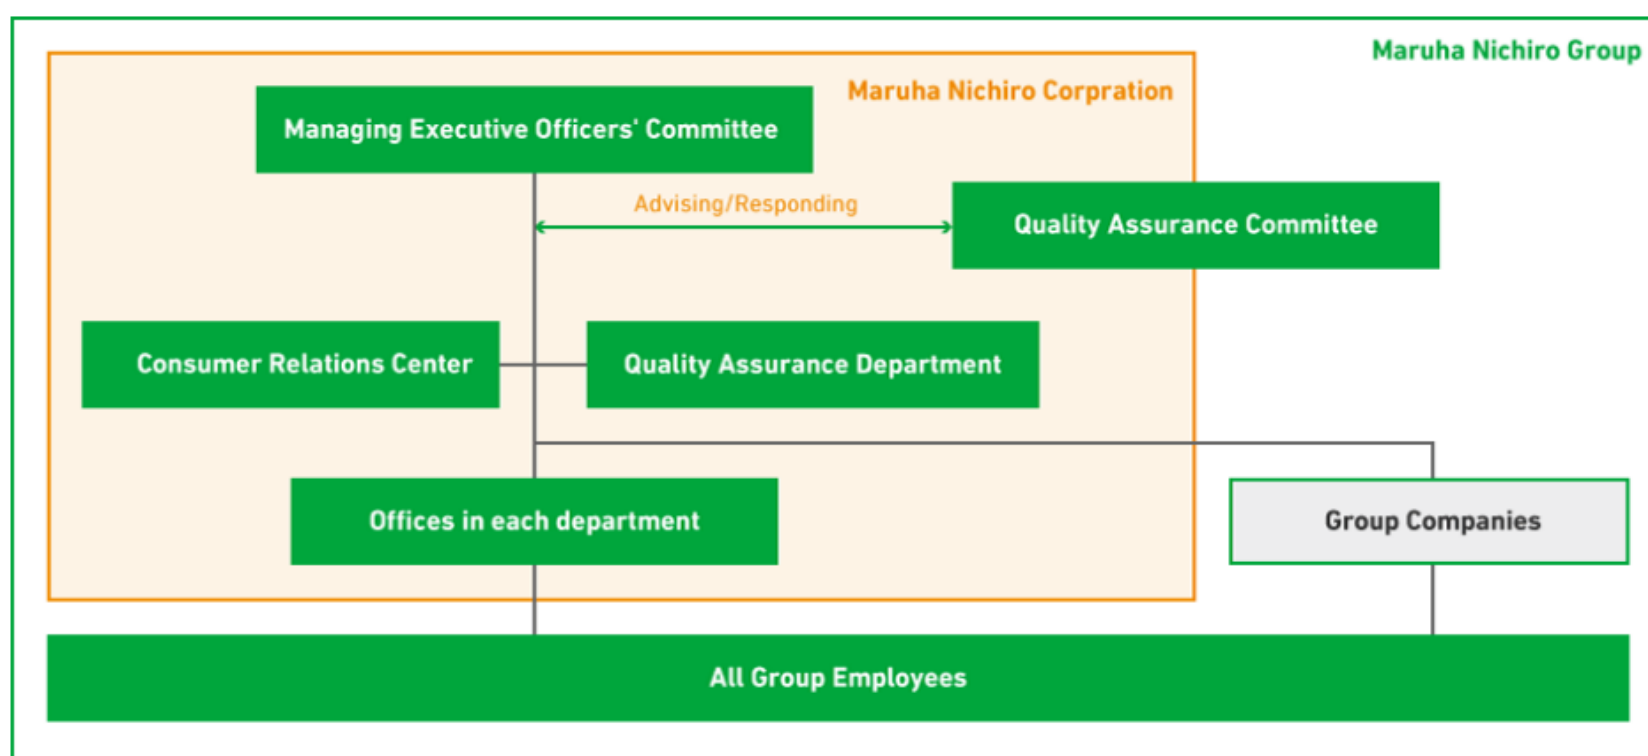 Maruha Nichiro Group
Maruha Nichiro Corpration
Managing Executive Officers' Committee
Advising/Responding
Quality Assurance Committee
Consumer Relations Center
Quality Assurance Department
Offices in each department
Group Companies
All Group Employees